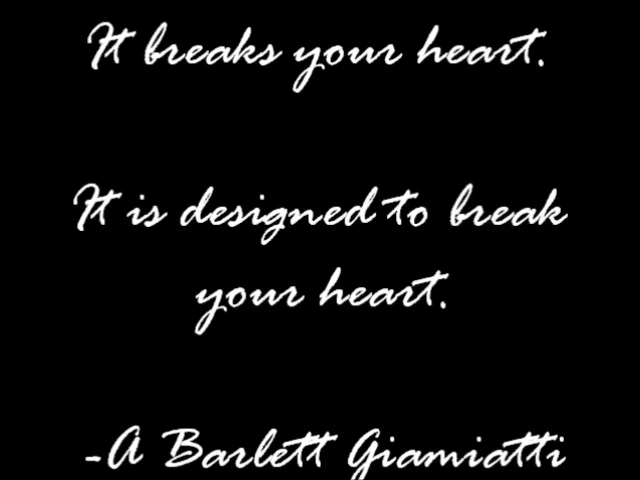 It breaks your heart.
It is designed to break
your heart.
-A Barlett Giamiatti